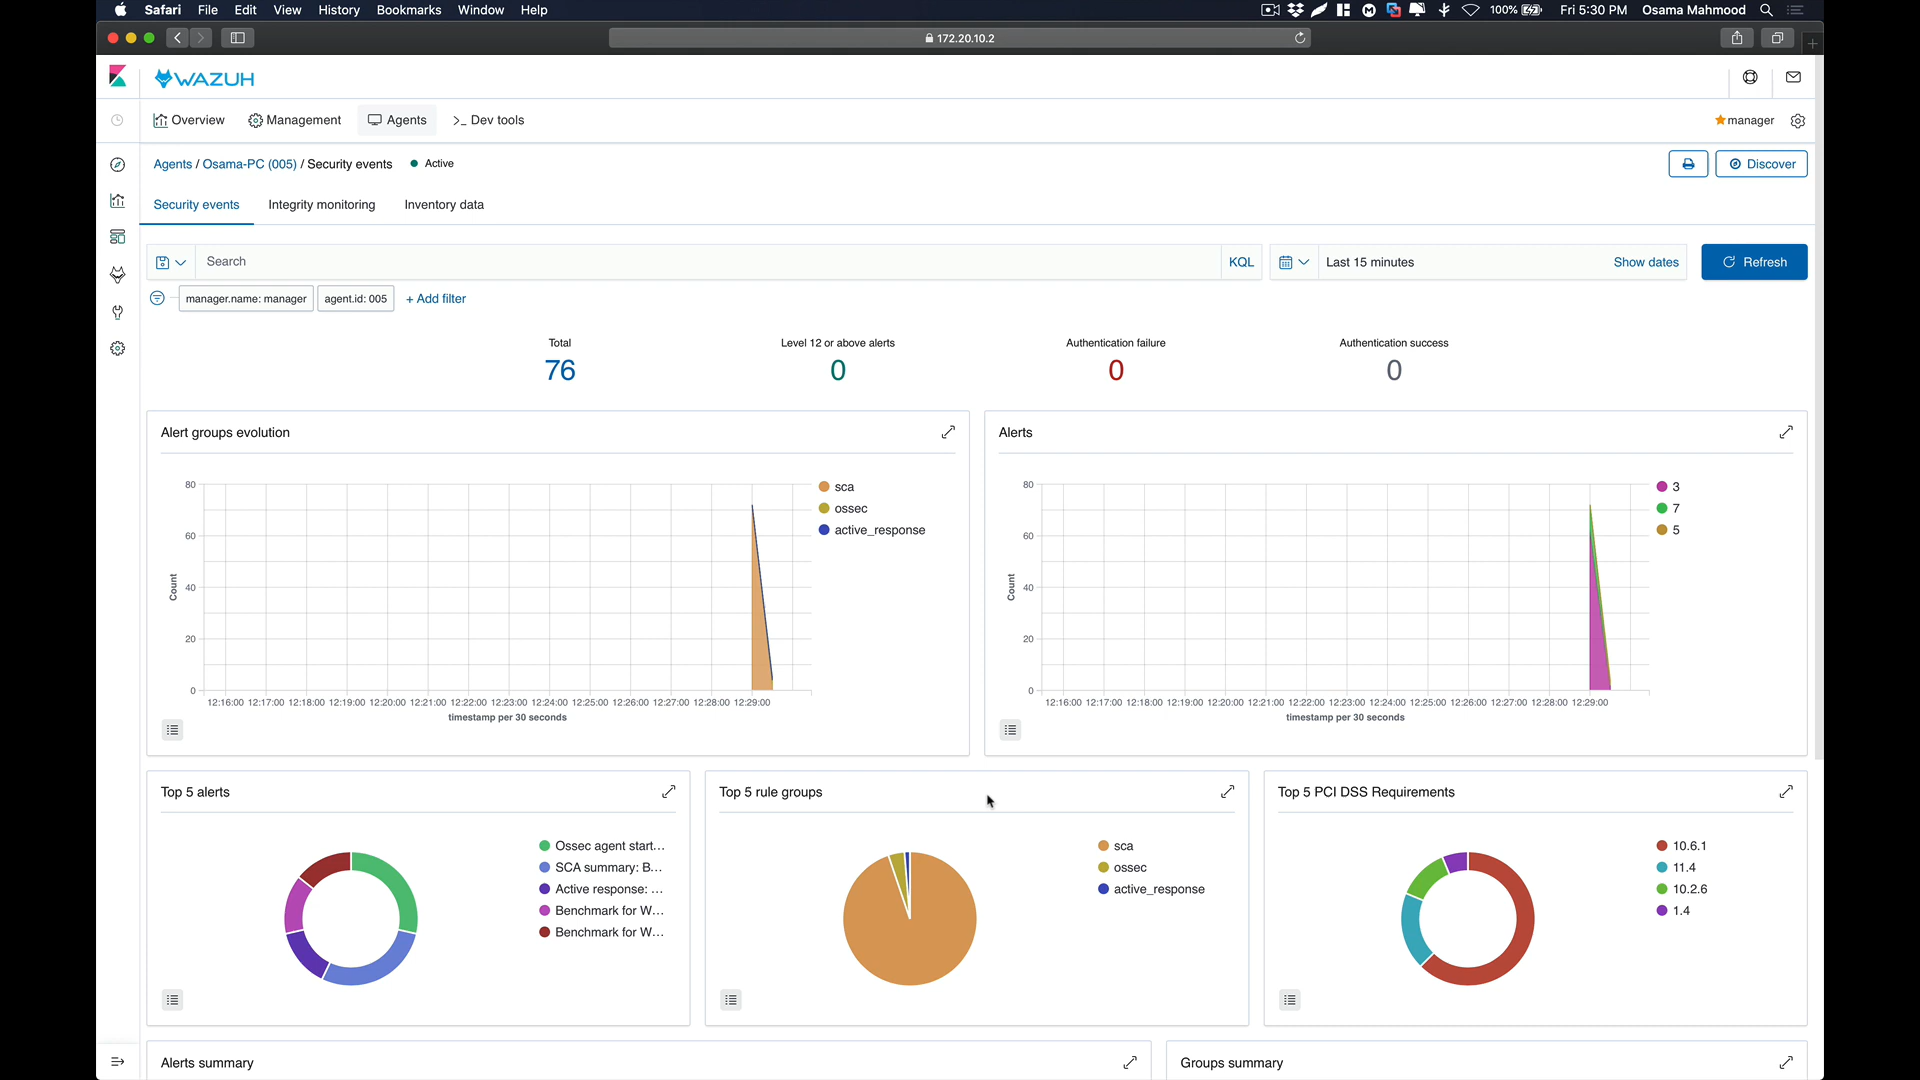 Safari File Edit View History Bookmarks Window Help 100% Fri 5:30 PM Osama Mahmood
172.20.10.2
WAZUH
Overview Management Agents >_ Dev tools manager
Agents / Osama-PC (005) / Security events Active Discover
Security events Integrity monitoring Inventory data
Search KQL Last 15 minutes Show dates Refresh
manager.name: manager agent.id: 005 + Add filter
Total Level 12 or above alerts Authentication failure Authentication success
76 0 0 0
Alert groups evolution
80
60
40
20
0
Count
12:16:00 12:17:00 12:18:00 12:19:00 12:20:00 12:21:00 12:22:00 12:23:00 12:24:00 12:25:00 12:26:00 12:27:00 12:28:00 12:29:00
timestamp per 30 seconds
sca
ossec
active_response
Alerts
80
60
40
20
0
Count
12:16:00 12:17:00 12:18:00 12:19:00 12:20:00 12:21:00 12:22:00 12:23:00 12:24:00 12:25:00 12:26:00 12:27:00 12:28:00 12:29:00
timestamp per 30 seconds
3
7
5
Top 5 alerts
Ossec agent start...
SCA summary: B...
Active response: ...
Benchmark for W...
Benchmark for W...
Top 5 rule groups
sca
ossec
active_response
Top 5 PCI DSS Requirements
10.6.1
11.4
10.2.6
1.4
Alerts summary
Groups summary